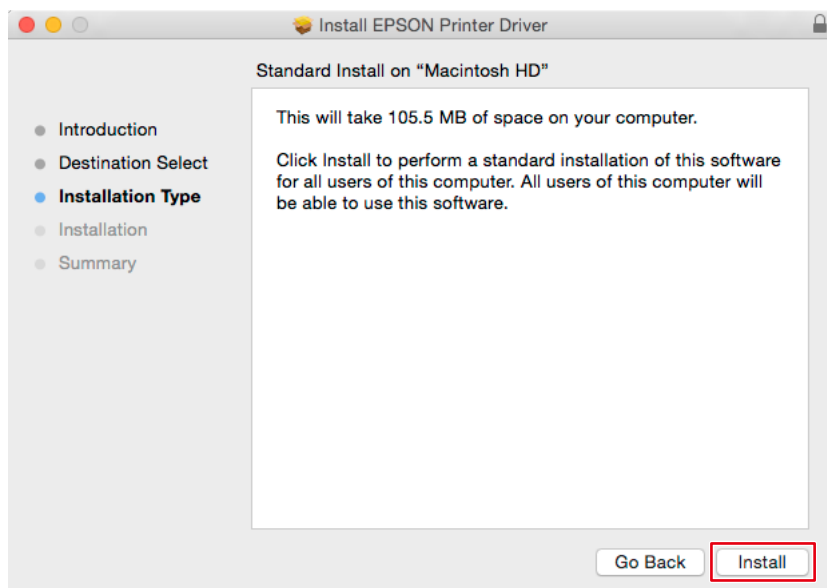 Install EPSON Printer Driver
Standard Install on “Macintosh HD”
Introduction
Destination Select
Installation Type
Installation
Summary
This will take 105.5 MB of space on your computer.
Click Install to perform a standard installation of this software
for all users of this computer. All users of this computer will
be able to use this software.
Go Back
Install